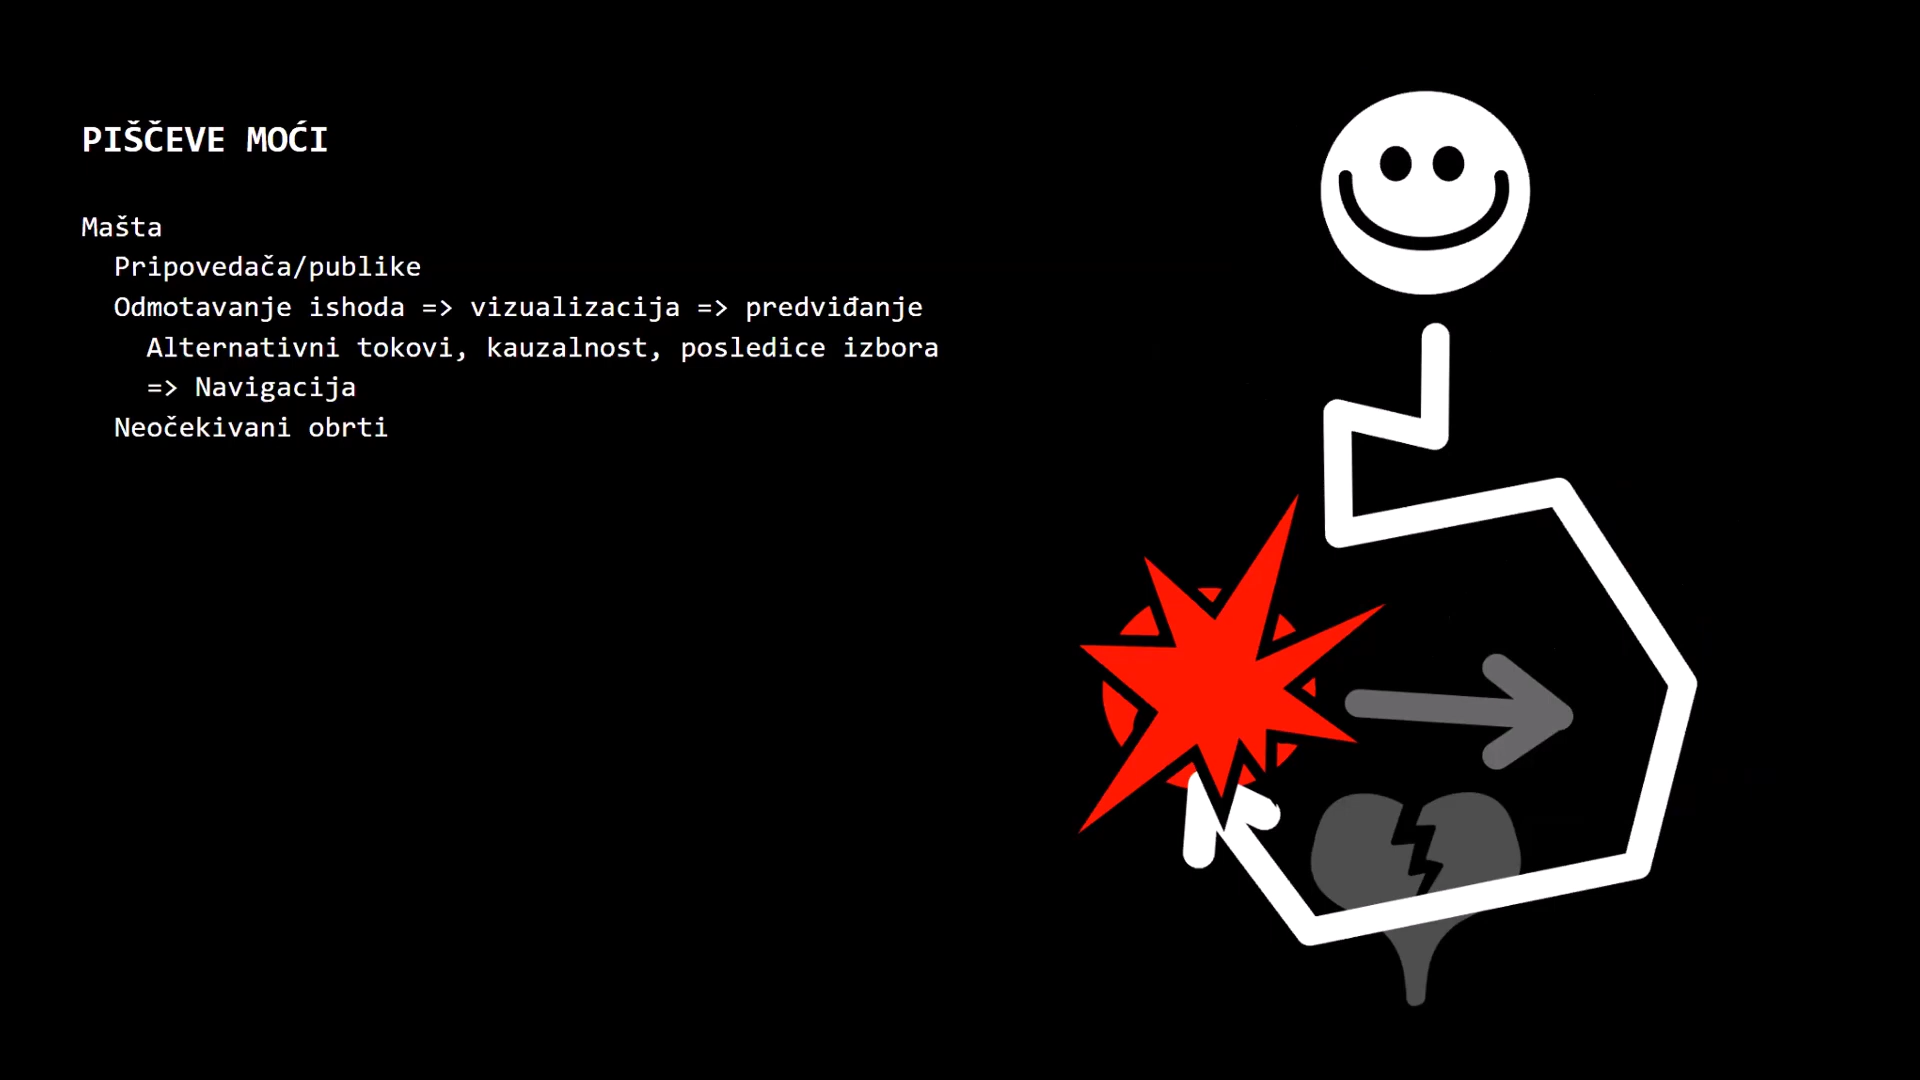 PIŠČEVE MOĆI
Mašta
Pripovedača/publike
Odmotavanje ishoda => vizualizacija => predviđanje
Alternativni tokovi, kauzalnost, posledice izbora
=> Navigacija
Neočekivani obrti